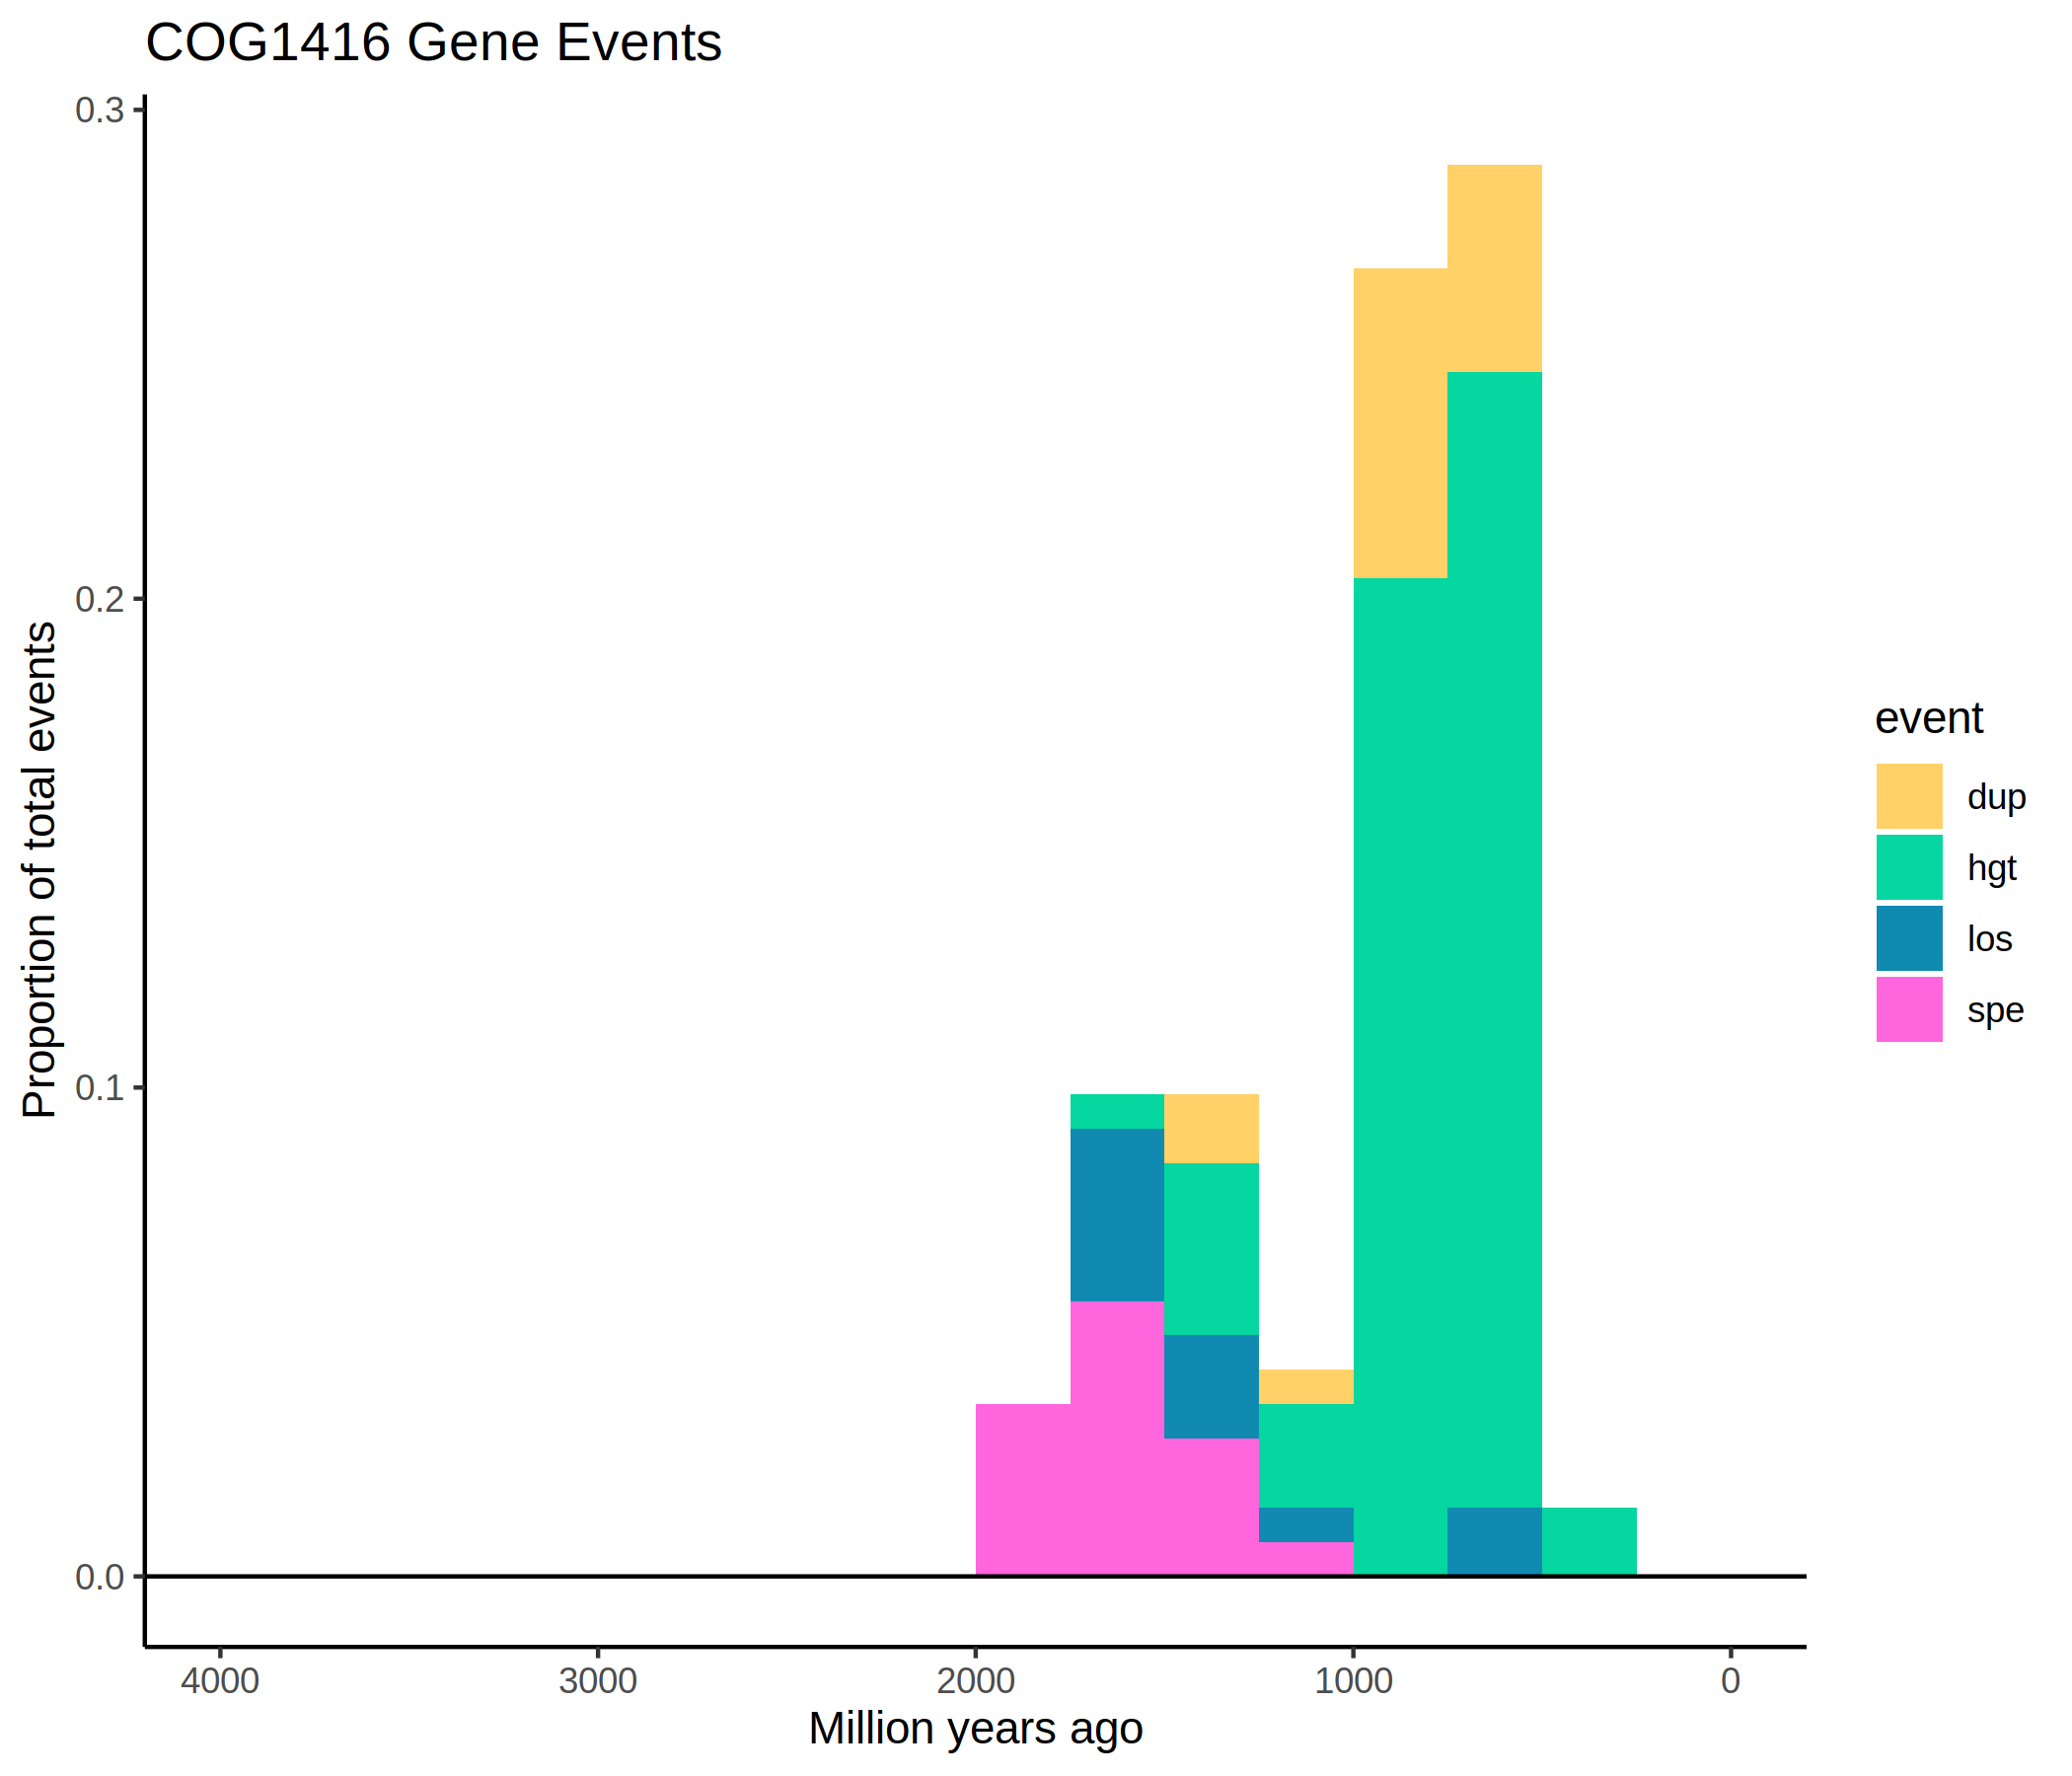 COG1416 Gene Events
0.3
0.2
0.1
0.0
Proportion of total events
4000 3000 2000 1000 0
Million years ago
event
dup
hgt
los
spe